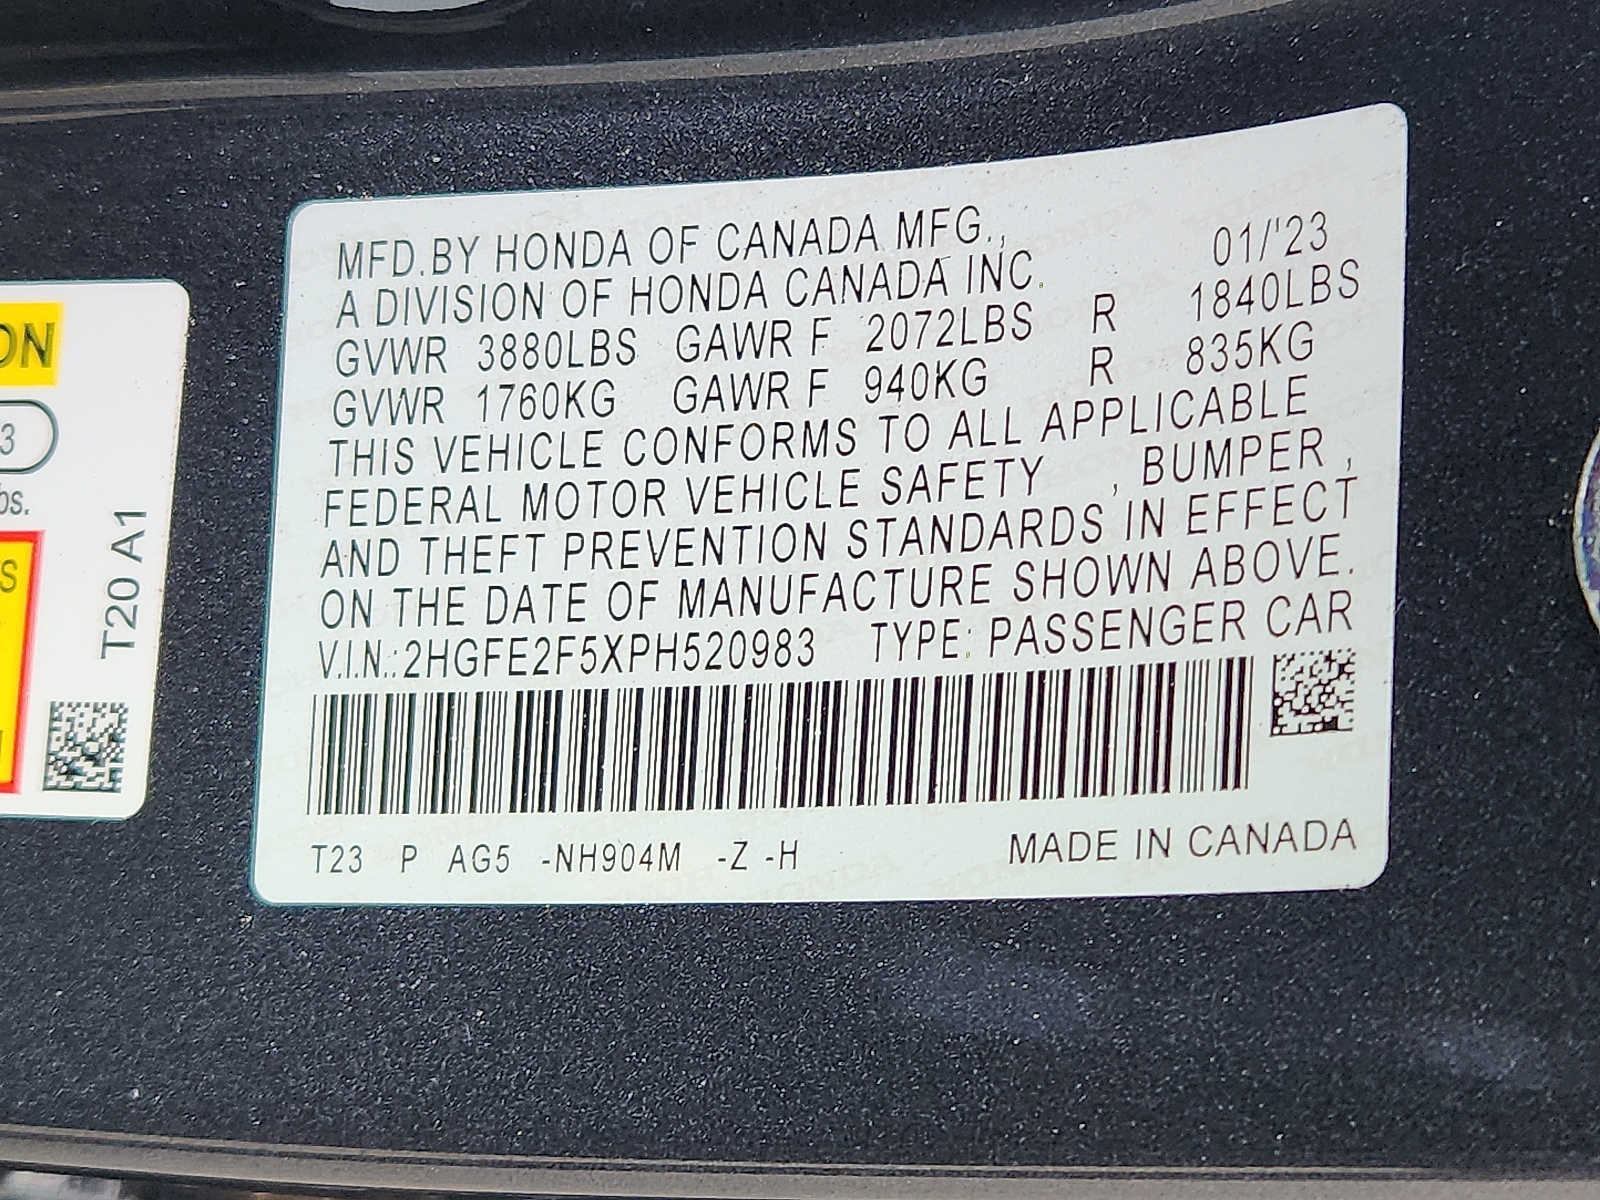 ON
3
bs.
S
T20 A1
MFD.BY HONDA OF CANADA MFG.,
01/'23
A DIVISION OF HONDA CANADA INC.
GVWR 3880LBS GAWR F 2072LBS R 1840LBS
GVWR 1760KG GAWR F 940KG R 835KG
THIS VEHICLE CONFORMS TO ALL APPLICABLE
FEDERAL MOTOR VEHICLE SAFETY , BUMPER ,
AND THEFT PREVENTION STANDARDS IN EFFECT
ON THE DATE OF MANUFACTURE SHOWN ABOVE.
V.I.N.:2HGFE2F5XPH520983 TYPE: PASSENGER CAR
T23 P AG5 -NH904M -Z -H MADE IN CANADA